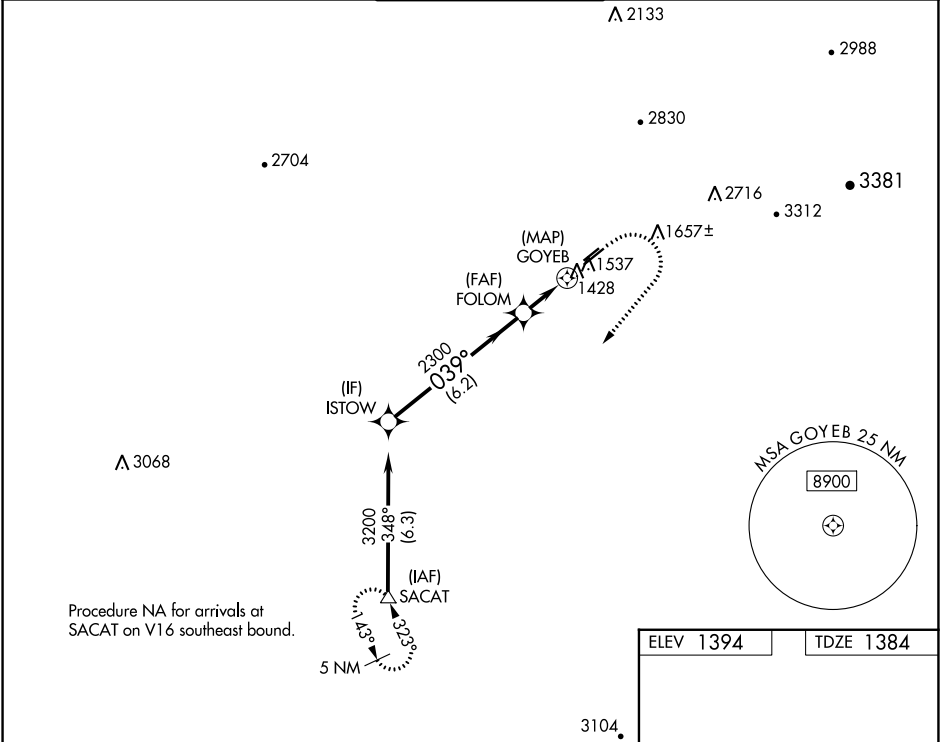 2133
2988
2830
2704
3381
2716
3312
1657±
(MAP)
GOYEB
1537
1428
(FAF)
FOLOM
2300
039°
(6.2)
(IF)
ISTOW
3068
MSA GOYEB 25 NM
8900
3200
348°
(6.3)
(IAF)
SACAT
143°
323°
5 NM
Procedure NA for arrivals at
SACAT on V16 southeast bound.
ELEV 1394
TDZE 1384
3104